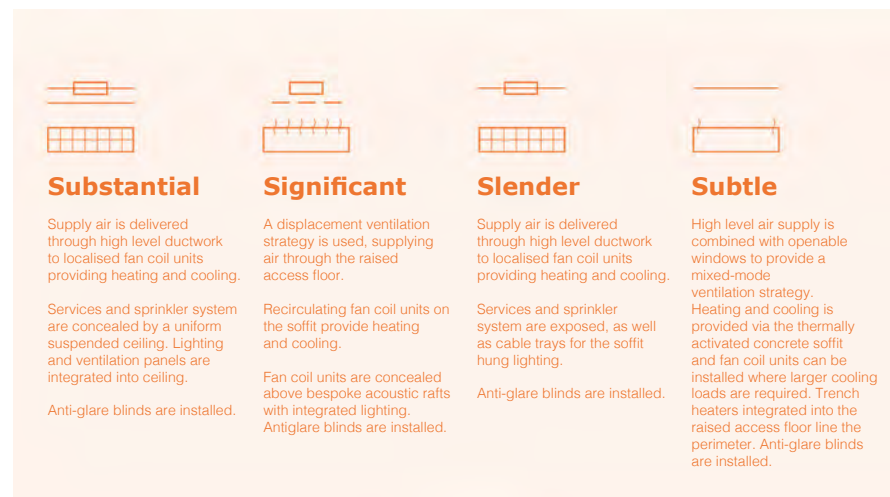 Substantial
Supply air is delivered
through high level ductwork
to localised fan coil units
providing heating and cooling.
Services and sprinkler system
are concealed by a uniform
suspended ceiling. Lighting
and ventilation panels are
integrated into ceiling.
Anti-glare blinds are installed.
Significant
A displacement ventilation
strategy is used, supplying
air through the raised
access floor.
Recirculating fan coil units on
the soffit provide heating
and cooling.
Fan coil units are concealed
above bespoke acoustic rafts
with integrated lighting.
Antiglare blinds are installed.
Slender
Supply air is delivered
through high level ductwork
to localised fan coil units
providing heating and cooling.
Services and sprinkler
system are exposed, as well
as cable trays for the soffit
hung lighting.
Anti-glare blinds are installed.
Subtle
High level air supply is
combined with openable
windows to provide a
mixed-mode
ventilation strategy.
Heating and cooling is
provided via the thermally
activated concrete soffit
and fan coil units can be
installed where larger cooling
loads are required. Trench
heaters integrated into the
raised access floor line the
perimeter. Anti-glare blinds
are installed.